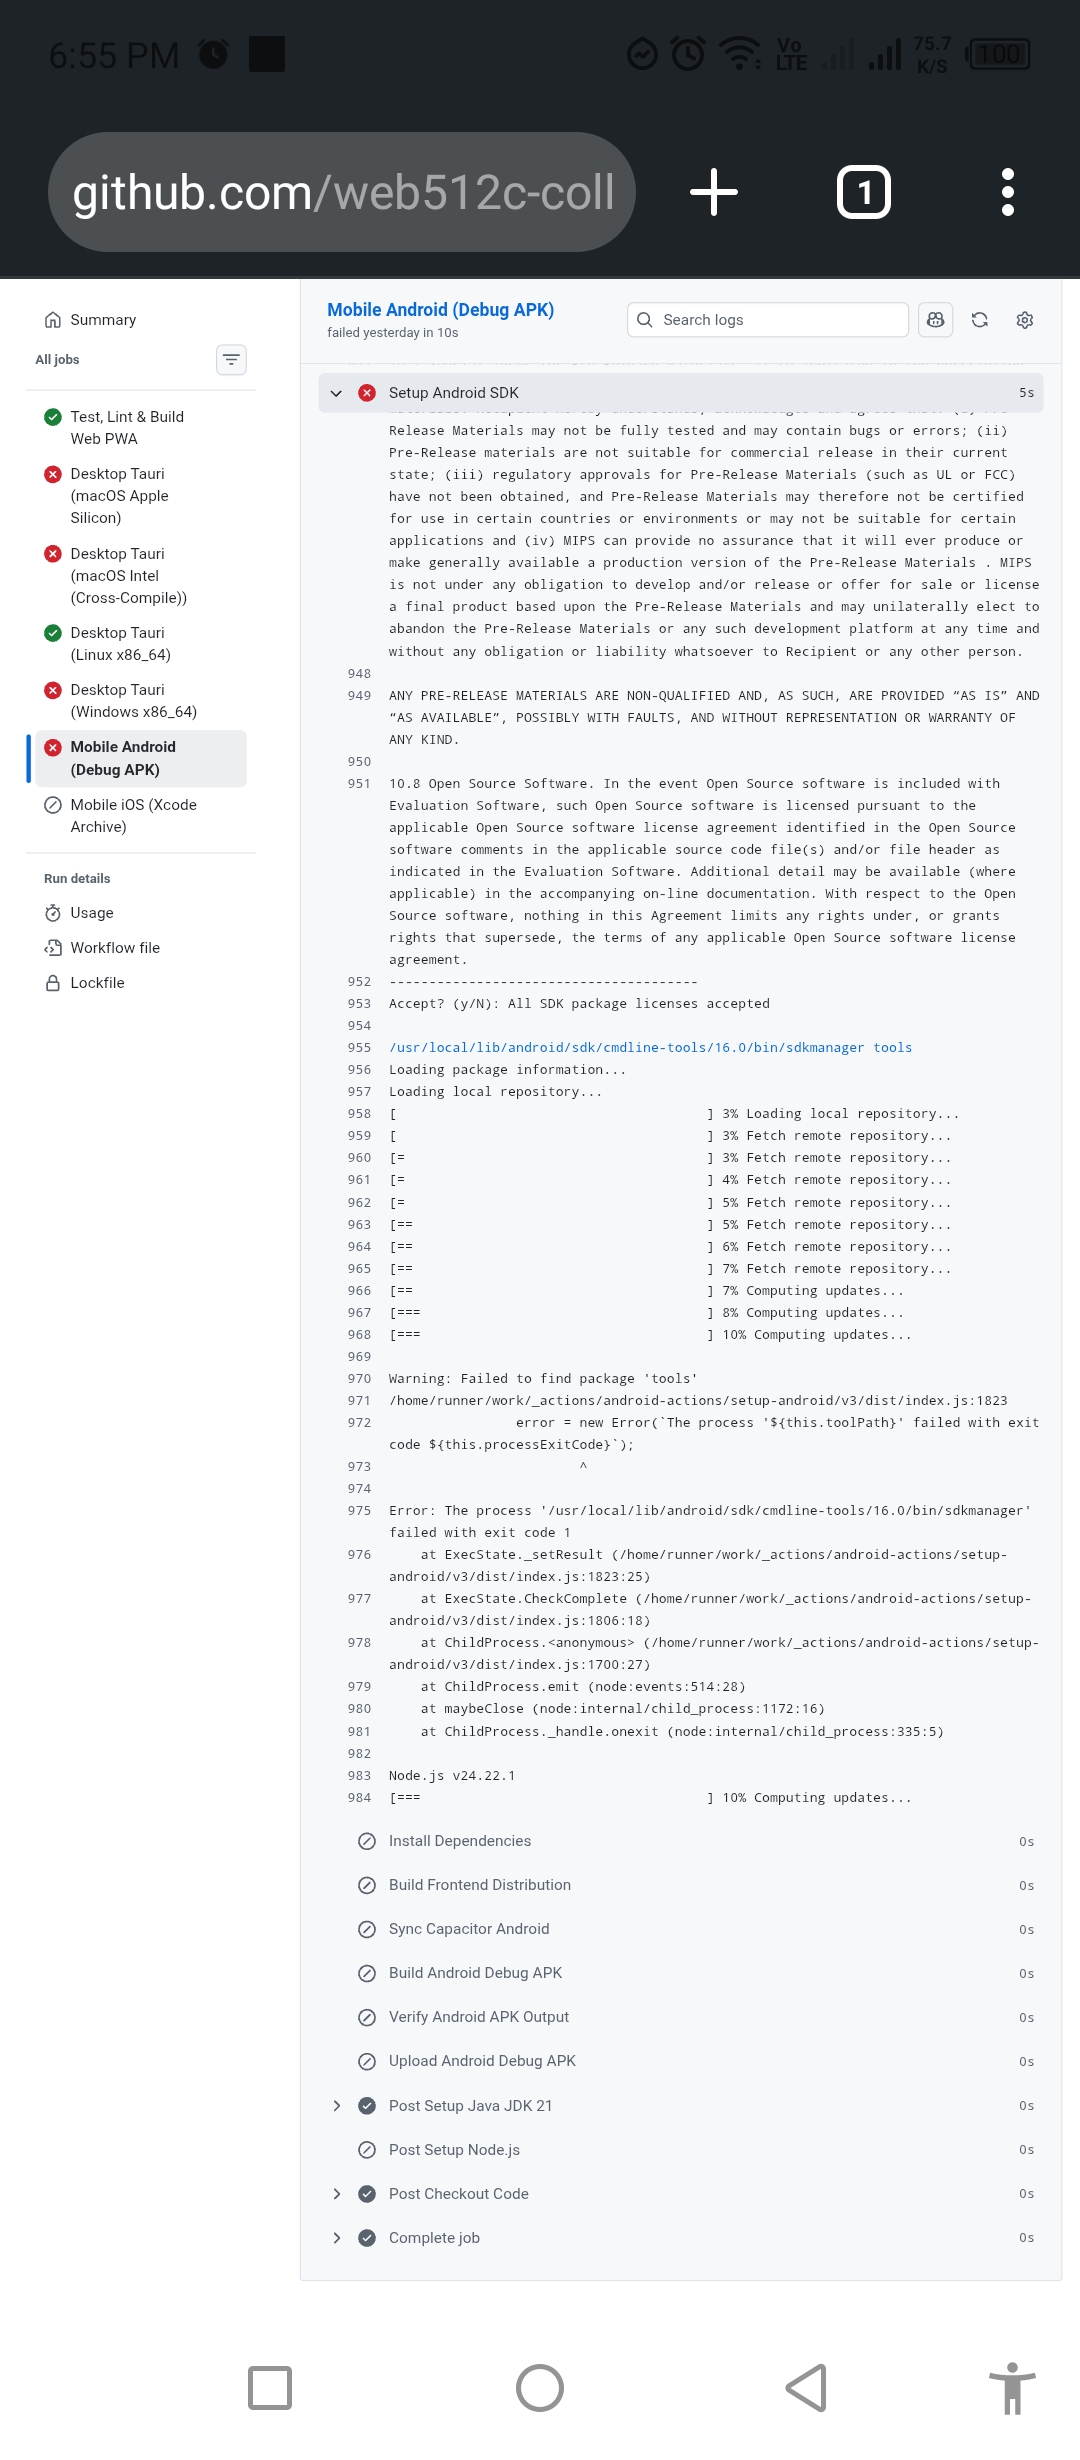 6:55 PM
Vo LTE
75.7 K/S
100
github.com/web512c-coll
1
Summary
All jobs
Test, Lint & Build
Web PWA
Desktop Tauri
(macOS Apple
Silicon)
Desktop Tauri
(macOS Intel
(Cross-Compile))
Desktop Tauri
(Linux x86_64)
Desktop Tauri
(Windows x86_64)
Mobile Android
(Debug APK)
Mobile iOS (Xcode
Archive)
Run details
Usage
Workflow file
Lockfile
Mobile Android (Debug APK)
failed yesterday in 10s
Search logs
Setup Android SDK 5s
Release Materials may not be fully tested and may contain bugs or errors; (ii)
Pre-Release materials are not suitable for commercial release in their current
state; (iii) regulatory approvals for Pre-Release Materials (such as UL or FCC)
have not been obtained, and Pre-Release Materials may therefore not be certified
for use in certain countries or environments or may not be suitable for certain
applications and (iv) MIPS can provide no assurance that it will ever produce or
make generally available a production version of the Pre-Release Materials . MIPS
is not under any obligation to develop and/or release or offer for sale or license
a final product based upon the Pre-Release Materials and may unilaterally elect to
abandon the Pre-Release Materials or any such development platform at any time and
without any obligation or liability whatsoever to Recipient or any other person.
948
949 ANY PRE-RELEASE MATERIALS ARE NON-QUALIFIED AND, AS SUCH, ARE PROVIDED “AS IS” AND
“AS AVAILABLE”, POSSIBLY WITH FAULTS, AND WITHOUT REPRESENTATION OR WARRANTY OF
ANY KIND.
950
951 10.8 Open Source Software. In the event Open Source software is included with
Evaluation Software, such Open Source software is licensed pursuant to the
applicable Open Source software license agreement identified in the Open Source
software comments in the applicable source code file(s) and/or file header as
indicated in the Evaluation Software. Additional detail may be available (where
applicable) in the accompanying on-line documentation. With respect to the Open
Source software, nothing in this Agreement limits any rights under, or grants
rights that supersede, the terms of any applicable Open Source software license
agreement.
952 ---------------------------------------
953 Accept? (y/N): All SDK package licenses accepted
954
955 /usr/local/lib/android/sdk/cmdline-tools/16.0/bin/sdkmanager tools
956 Loading package information...
957 Loading local repository...
958 [                                       ] 3% Loading local repository...
959 [                                       ] 3% Fetch remote repository...
960 [=                                      ] 3% Fetch remote repository...
961 [=                                      ] 4% Fetch remote repository...
962 [=                                      ] 5% Fetch remote repository...
963 [==                                     ] 5% Fetch remote repository...
964 [==                                     ] 6% Fetch remote repository...
965 [==                                     ] 7% Fetch remote repository...
966 [==                                     ] 7% Computing updates...
967 [===                                    ] 8% Computing updates...
968 [===                                    ] 10% Computing updates...
969
970 Warning: Failed to find package 'tools'
971 /home/runner/work/_actions/android-actions/setup-android/v3/dist/index.js:1823
972                 error = new Error(`The process '${this.toolPath}' failed with exit
code ${this.processExitCode}`);
973                         ^
974
975 Error: The process '/usr/local/lib/android/sdk/cmdline-tools/16.0/bin/sdkmanager'
failed with exit code 1
976     at ExecState._setResult (/home/runner/work/_actions/android-actions/setup-
android/v3/dist/index.js:1823:25)
977     at ExecState.CheckComplete (/home/runner/work/_actions/android-actions/setup-
android/v3/dist/index.js:1806:18)
978     at ChildProcess.<anonymous> (/home/runner/work/_actions/android-actions/setup-
android/v3/dist/index.js:1700:27)
979     at ChildProcess.emit (node:events:514:28)
980     at maybeClose (node:internal/child_process:1172:16)
981     at ChildProcess._handle.onexit (node:internal/child_process:335:5)
982
983 Node.js v24.22.1
984 [===                                    ] 10% Computing updates...
Install Dependencies 0s
Build Frontend Distribution 0s
Sync Capacitor Android 0s
Build Android Debug APK 0s
Verify Android APK Output 0s
Upload Android Debug APK 0s
Post Setup Java JDK 21 0s
Post Setup Node.js 0s
Post Checkout Code 0s
Complete job 0s